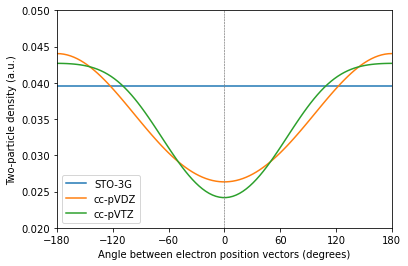 0.050
0.045
0.040
0.035
0.030
0.025
0.020
Two-particle density (a.u.)
STO-3G
cc-pVDZ
cc-pVTZ
−180 −120 −60 0 60 120 180
Angle between electron position vectors (degrees)